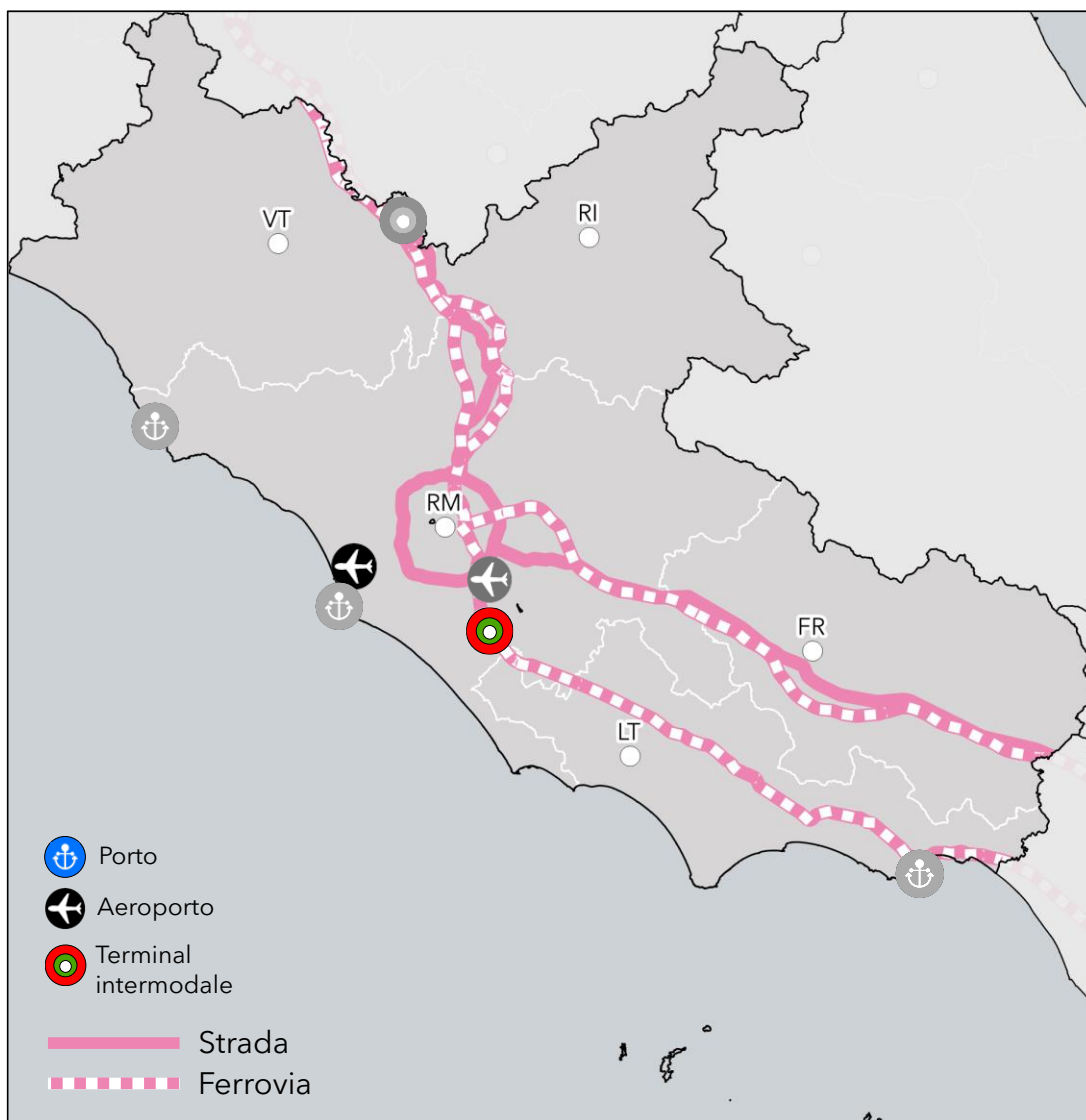 VT
RI
RM
FR
LT
Porto
Aeroporto
Terminal
intermodale
Strada
Ferrovia